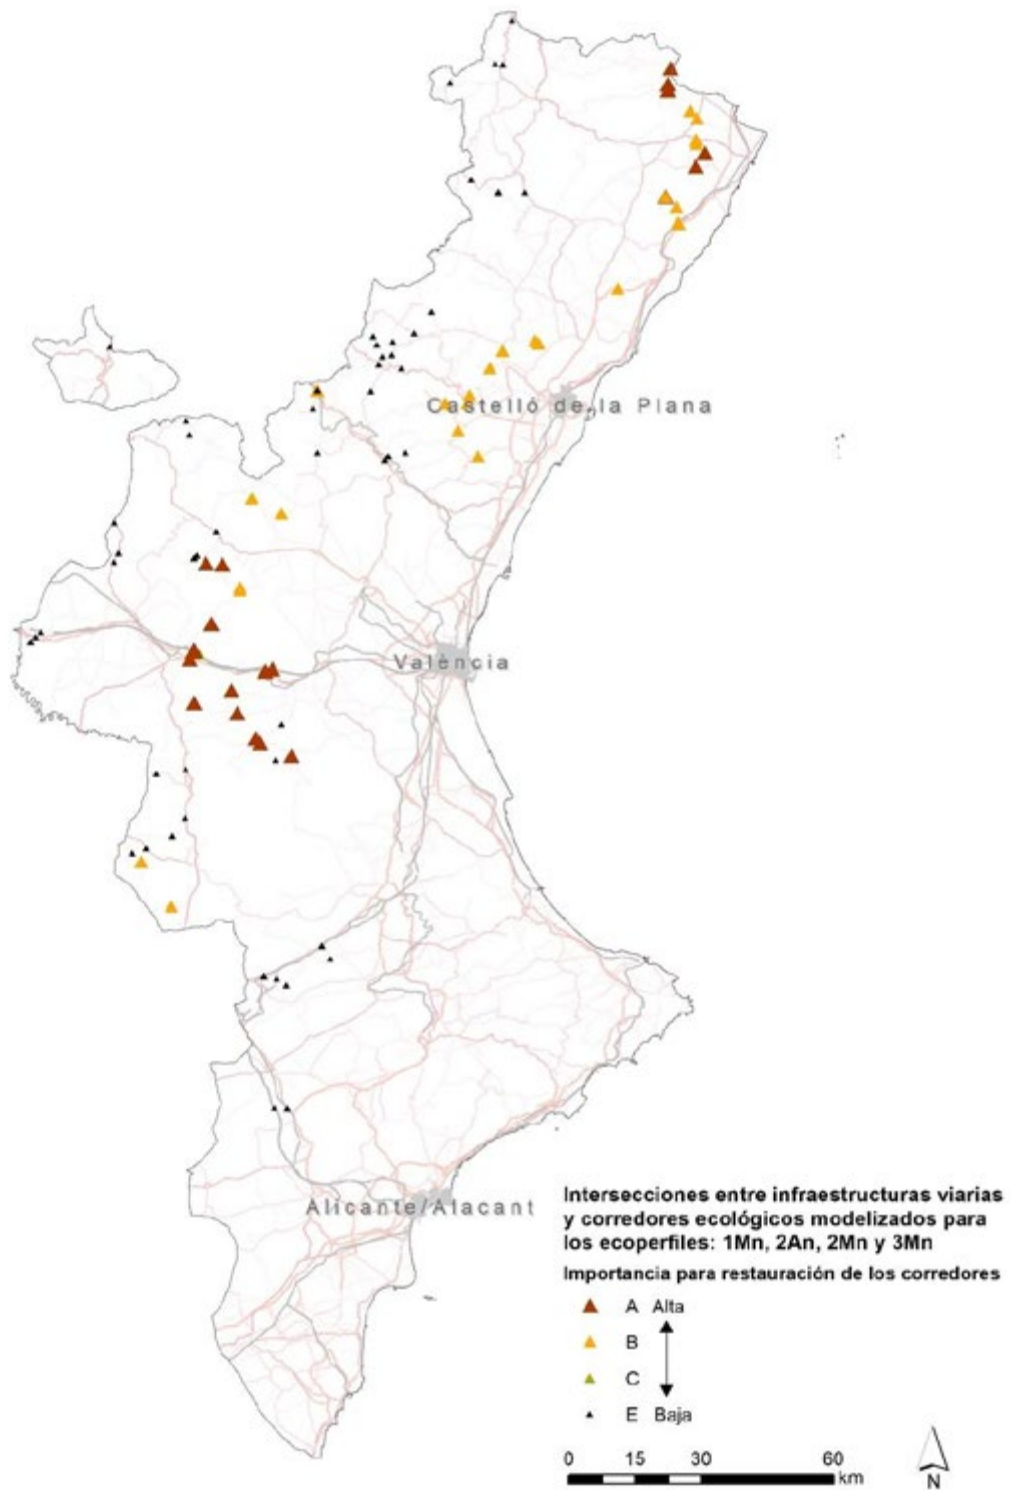 Castelló de la Plana
València
Alicante/Alacant
Intersecciones entre infraestructuras viarias
y corredores ecológicos modelizados para
los ecoperfiles: 1Mn, 2An, 2Mn y 3Mn
Importancia para restauración de los corredores
A Alta
B
C
E Baja
0 15 30 60
km
N